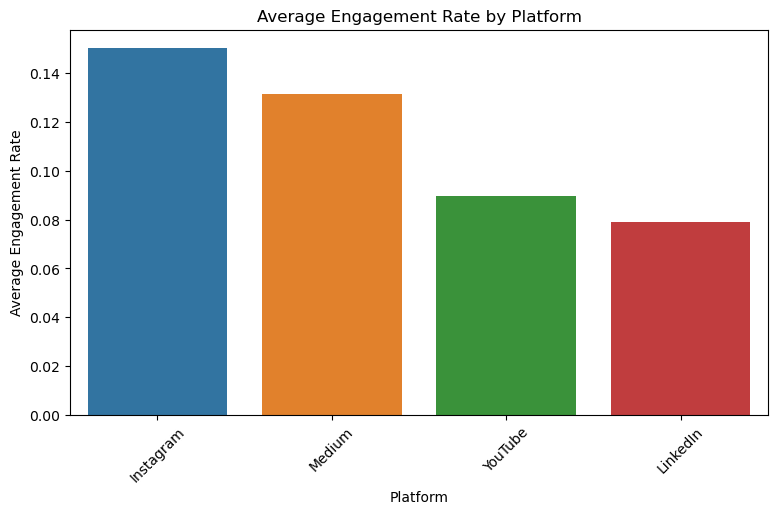 Average Engagement Rate by Platform
Average Engagement Rate
0.14
0.12
0.10
0.08
0.06
0.04
0.02
0.00
Instagram
Medium
YouTube
LinkedIn
Platform